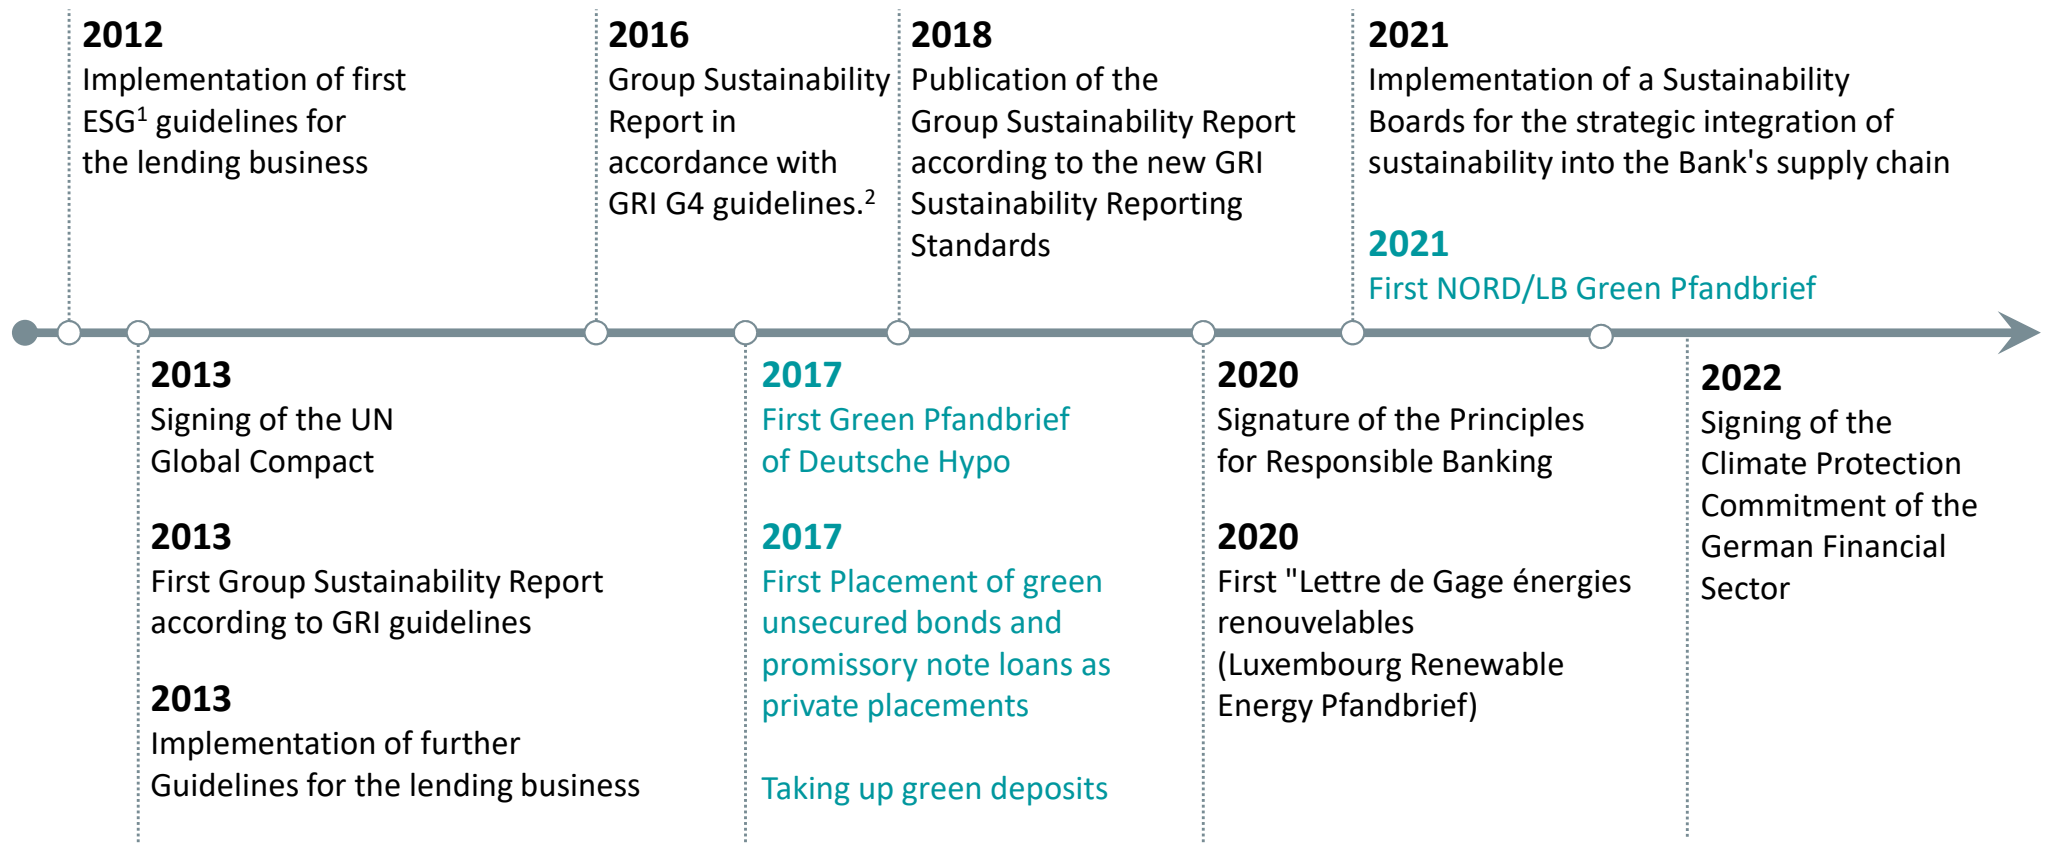 2012
Implementation of first
ESG¹ guidelines for
the lending business
2016
Group Sustainability
Report in
accordance with
GRI G4 guidelines.²
2018
Publication of the
Group Sustainability Report
according to the new GRI
Sustainability Reporting
Standards
2021
Implementation of a Sustainability
Boards for the strategic integration of
sustainability into the Bank's supply chain
2021
First NORD/LB Green Pfandbrief
2013
Signing of the UN
Global Compact
2013
First Group Sustainability Report
according to GRI guidelines
2013
Implementation of further
Guidelines for the lending business
2017
First Green Pfandbrief
of Deutsche Hypo
2017
First Placement of green
unsecured bonds and
promissory note loans as
private placements
Taking up green deposits
2020
Signature of the Principles
for Responsible Banking
2020
First "Lettre de Gage énergies
renouvelables
(Luxembourg Renewable
Energy Pfandbrief)
2022
Signing of the
Climate Protection
Commitment of the
German Financial
Sector